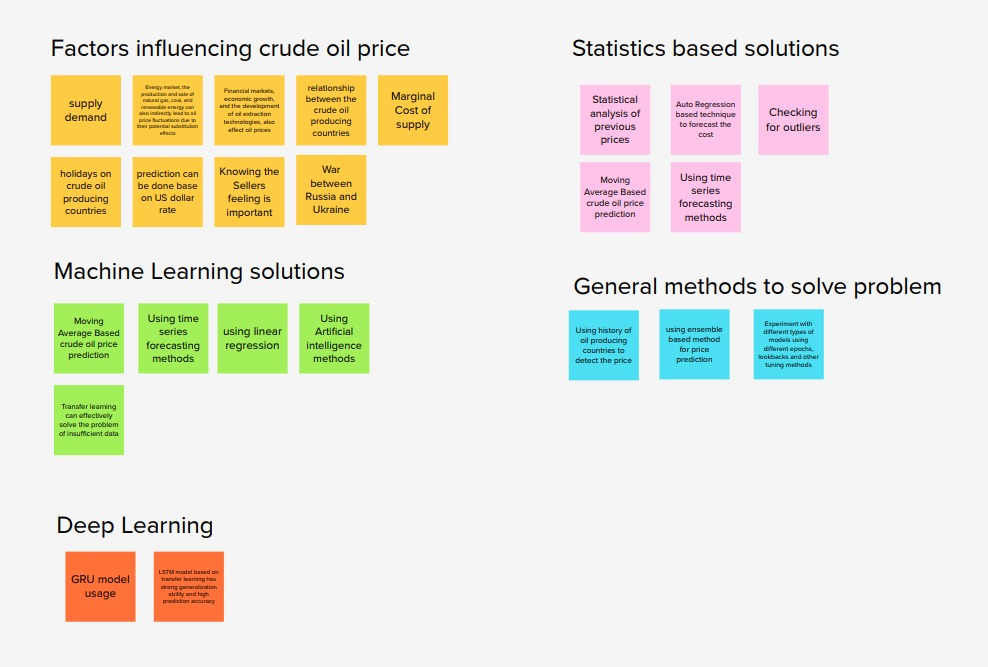 Factors influencing crude oil price
supply
demand
Energy market, the
production and sale of
natural gas, coal, and
renewable energy can
also indirectly lead to oil
price fluctuations due to
their potential substitution
effects
Financial markets,
economic growth,
and the development
of oil extraction
technologies, also
affect oil prices
relationship
between the
crude oil
producing
countries
Marginal
Cost of
supply
holidays on
crude oil
producing
countries
prediction can
be done base
on US dollar
rate
Knowing the
Sellers
feeling is
important
War
between
Russia and
Ukraine
Statistics based solutions
Statistical
analysis of
previous
prices
Auto Regression
based technique
to forecast the
cost
Checking
for outliers
Moving
Average Based
crude oil price
prediction
Using time
series
forecasting
methods
Machine Learning solutions
Moving
Average Based
crude oil price
prediction
Using time
series
forecasting
methods
using linear
regression
Using
Artificial
intelligence
methods
Transfer learning
can effectively
solve the problem
of insufficient data
General methods to solve problem
Using history of
oil producing
countries to
detect the price
using ensemble
based method
for price
prediction
Experiment with
different types of
models using
different epochs,
lookbacks and other
tuning methods
Deep Learning
GRU model
usage
LSTM model based on
transfer learning has
strong generalization
ability and high
prediction accuracy